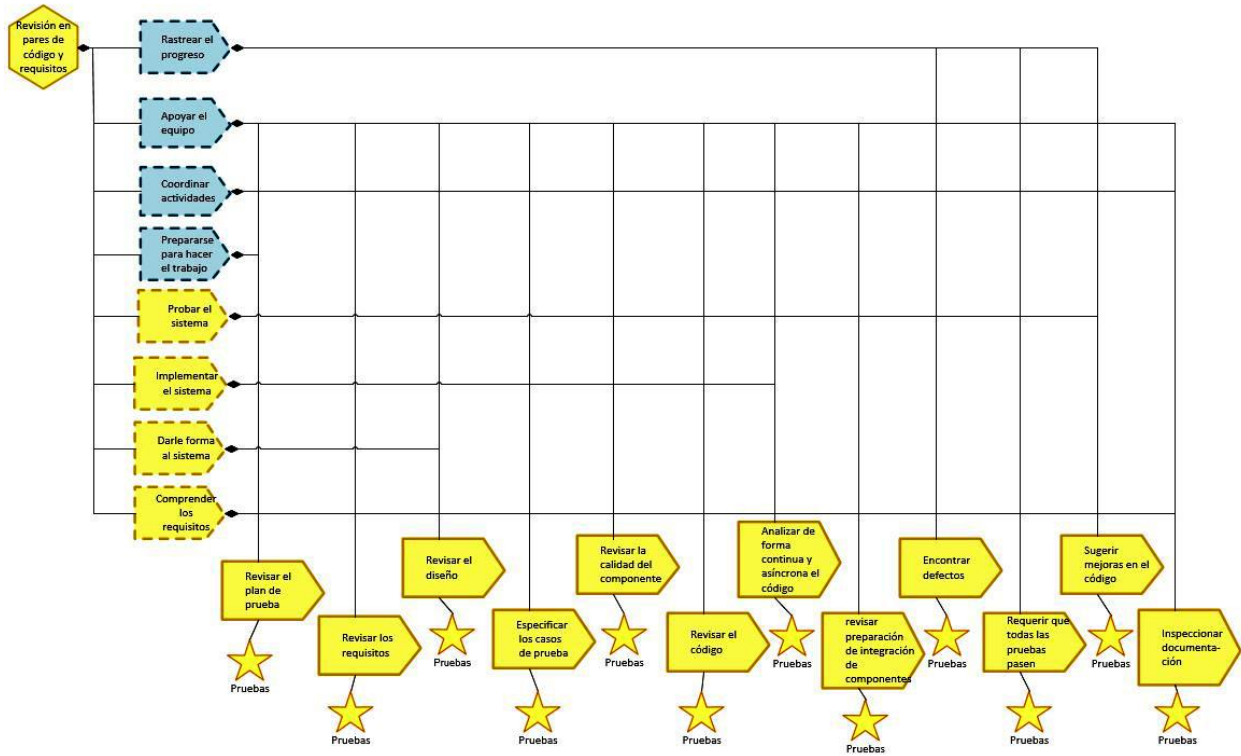 Revisión en
pares de
código y
requisitos
Rastrear el
progreso
Apoyar el
equipo
Coordinar
actividades
Prepararse
para hacer
el trabajo
Probar el
sistema
Implementar
el sistema
Darle forma
al sistema
Comprender
los
requisitos
Revisar el
plan de
prueba
Pruebas
Revisar los
requisitos
Pruebas
Revisar el
diseño
Pruebas
Especificar
los casos
de prueba
Pruebas
Revisar la
calidad del
componente
Pruebas
Revisar el
código
Pruebas
Analizar de
forma
continua y
asíncrona el
código
Pruebas
revisar
preparación
de integración
de
componentes
Pruebas
Encontrar
defectos
Pruebas
Requerir que
todas las
pruebas
pasen
Pruebas
Sugerir
mejoras en el
código
Pruebas
Inspeccionar
documenta-
ción
Pruebas